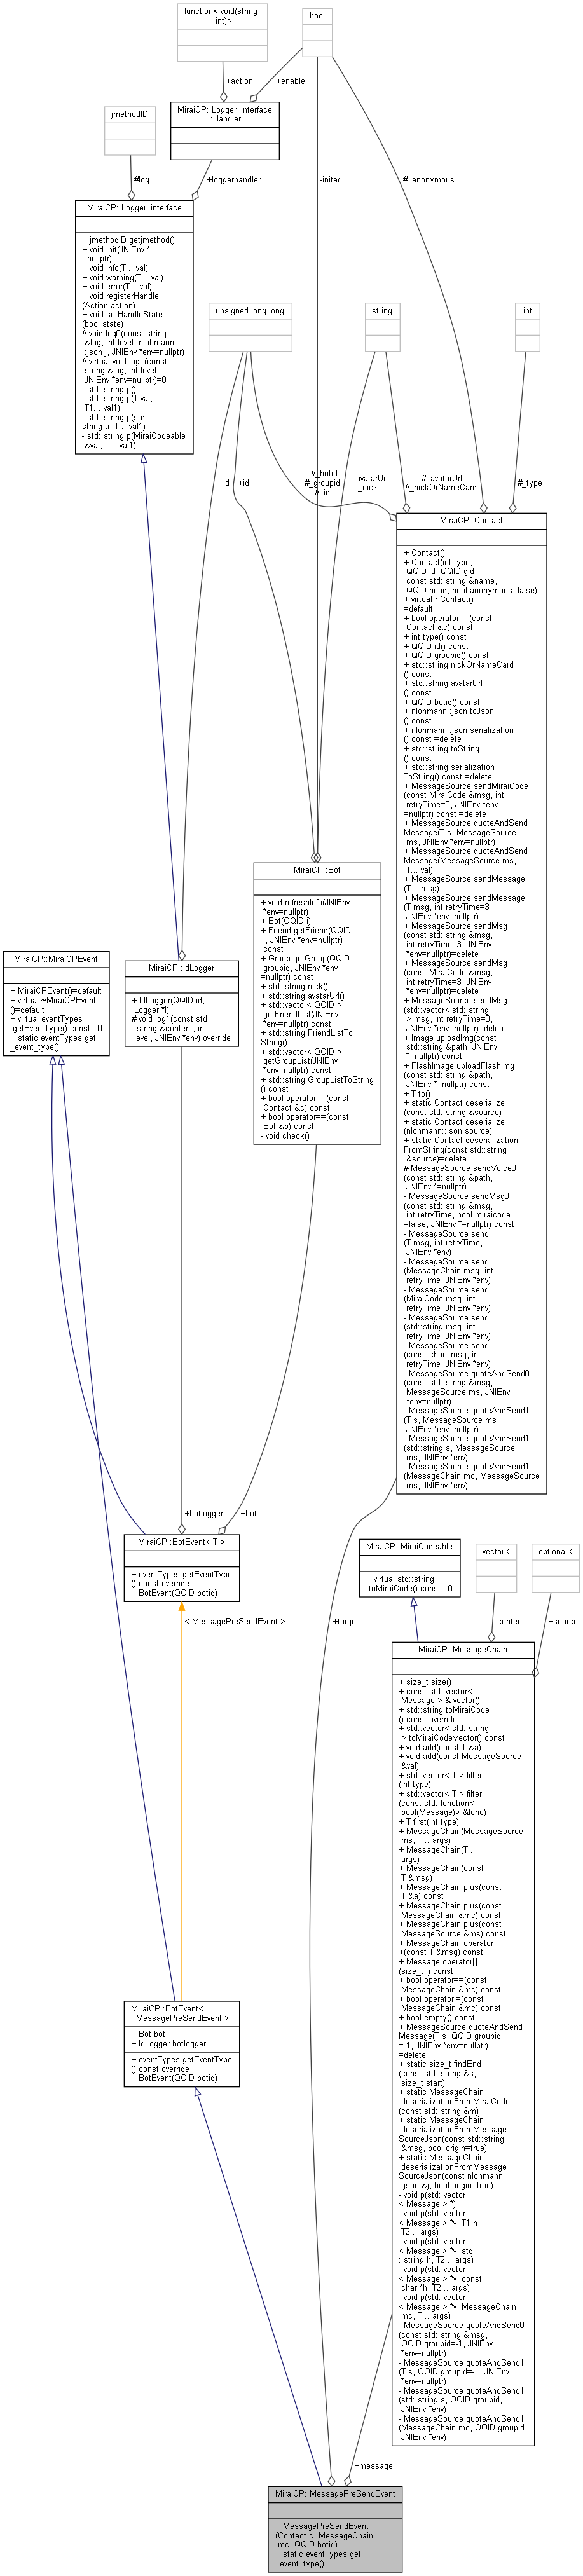 function< void(string,
int)>
bool
+action
+enable
jmethodID
MiraiCP::Logger_interface
::Handler
#log
+loggerhandler
-inited
#_anonymous
MiraiCP::Logger_interface
+ jmethodID getjmethod()
+ void init(JNIEnv *
=nullptr)
+ void info(T... val)
+ void warning(T... val)
+ void error(T... val)
+ void registerHandle
(Action action)
+ void setHandleState
(bool state)
# void log0(const string
&log, int level, nlohmann
::json j, JNIEnv *env=nullptr)
# virtual void log1(const
string &log, int level,
JNIEnv *env=nullptr)=0
- std::string p()
- std::string p(T val,
T1... val1)
- std::string p(std::
string a, T... val1)
- std::string p(MiraiCodeable
&val, T... val1)
unsigned long long
string
int
+id
+id
#_botid
#_groupid
#_id
-_avatarUrl
-_nick
#_avatarUrl
#_nickOrNameCard
#_type
MiraiCP::Contact
+ Contact()
+ Contact(int type,
QQID id, QQID gid,
const std::string &name,
QQID botid, bool anonymous=false)
+ virtual ~Contact()
=default
+ bool operator==(const
Contact &c) const
+ int type() const
+ QQID id() const
+ QQID groupid() const
+ std::string nickOrNameCard
() const
+ std::string avatarUrl
() const
+ QQID botid() const
+ nlohmann::json toJson
() const
+ nlohmann::json serialization
() const =delete
+ std::string toString
() const
+ std::string serialization
ToString() const =delete
+ MessageSource sendMiraiCode
(const MiraiCode &msg, int
retryTime=3, JNIEnv *env
=nullptr) const =delete
+ MessageSource quoteAndSend
Message(T s, MessageSource
ms, JNIEnv *env=nullptr)
+ MessageSource quoteAndSend
Message(MessageSource ms,
T... val)
+ MessageSource sendMessage
(T... msg)
+ MessageSource sendMessage
(T msg, int retryTime=3,
JNIEnv *env=nullptr)
+ MessageSource sendMsg
(const std::string &msg,
int retryTime=3, JNIEnv
*env=nullptr)=delete
+ MessageSource sendMsg
(const MiraiCode &msg,
int retryTime=3, JNIEnv
*env=nullptr)=delete
+ MessageSource sendMsg
(std::vector< std::string
> msg, int retryTime=3,
JNIEnv *env=nullptr)=delete
+ Image uploadImg(const
std::string &path, JNIEnv
*=nullptr) const
+ FlashImage uploadFlashImg
(const std::string &path,
JNIEnv *=nullptr) const
+ T to()
+ static Contact deserialize
(const std::string &source)
+ static Contact deserialize
(nlohmann::json source)
+ static Contact deserialization
FromString(const std::string
&source)=delete
# MessageSource sendVoice0
(const std::string &path,
JNIEnv *=nullptr)
- MessageSource sendMsg0
(const std::string &msg,
int retryTime, bool miraicode
=false, JNIEnv *=nullptr) const
- MessageSource send1
(T msg, int retryTime,
JNIEnv *env)
- MessageSource send1
(MessageChain msg, int
retryTime, JNIEnv *env)
- MessageSource send1
(MiraiCode msg, int
retryTime, JNIEnv *env)
- MessageSource send1
(std::string msg, int
retryTime, JNIEnv *env)
- MessageSource send1
(const char *msg, int
retryTime, JNIEnv *env)
- MessageSource quoteAndSend0
(const std::string &msg,
MessageSource ms, JNIEnv
*env=nullptr)
- MessageSource quoteAndSend1
(T s, MessageSource ms,
JNIEnv *env=nullptr)
- MessageSource quoteAndSend1
(std::string s, MessageSource
ms, JNIEnv *env)
- MessageSource quoteAndSend1
(MessageChain mc, MessageSource
ms, JNIEnv *env)
MiraiCP::Bot
+ void refreshInfo(JNIEnv
*env=nullptr)
+ Bot(QQID i)
+ Friend getFriend(QQID
i, JNIEnv *env=nullptr)
const
+ Group getGroup(QQID
groupid, JNIEnv *env
=nullptr) const
+ std::string nick()
+ std::string avatarUrl()
+ std::vector< QQID >
getFriendList(JNIEnv
*env=nullptr) const
+ std::string FriendListTo
String()
+ std::vector< QQID >
getGroupList(JNIEnv
*env=nullptr) const
+ std::string GroupListToString
() const
+ bool operator==(const
Contact &c) const
+ bool operator==(const
Bot &b) const
- void check()
MiraiCP::MiraiCPEvent
+ MiraiCPEvent()=default
+ virtual ~MiraiCPEvent
()=default
+ virtual eventTypes
getEventType() const =0
+ static eventTypes get
_event_type()
MiraiCP::IdLogger
+ IdLogger(QQID id,
Logger *l)
# void log1(const std
::string &content, int
level, JNIEnv *env) override
+botlogger
+bot
MiraiCP::BotEvent< T >
+ eventTypes getEventType
() const override
+ BotEvent(QQID botid)
MiraiCP::MiraiCodeable
+ virtual std::string
toMiraiCode() const =0
vector<
optional<
< MessagePreSendEvent >
+target
-content
+source
MiraiCP::MessageChain
+ size_t size()
+ const std::vector<
Message > & vector()
+ std::string toMiraiCode
() const override
+ std::vector< std::string
> toMiraiCodeVector() const
+ void add(const T &a)
+ void add(const MessageSource
&val)
+ std::vector< T > filter
(int type)
+ std::vector< T > filter
(const std::function<
bool(Message)> &func)
+ T first(int type)
+ MessageChain(MessageSource
ms, T... args)
+ MessageChain(T...
args)
+ MessageChain(const
T &msg)
+ MessageChain plus(const
T &a) const
+ MessageChain plus(const
MessageChain &mc) const
+ MessageChain plus(const
MessageSource &ms) const
+ MessageChain operator
+(const T &msg) const
+ Message operator[]
(size_t i) const
+ bool operator==(const
MessageChain &mc) const
+ bool operator!=(const
MessageChain &mc) const
+ bool empty() const
+ MessageSource quoteAndSend
Message(T s, QQID groupid
=-1, JNIEnv *env=nullptr)
=delete
+ static size_t findEnd
(const std::string &s,
size_t start)
+ static MessageChain
deserializationFromMiraiCode
(const std::string &m)
+ static MessageChain
deserializationFromMessage
SourceJson(const std::string
&msg, bool origin=true)
+ static MessageChain
deserializationFromMessage
SourceJson(const nlohmann
::json &j, bool origin=true)
- void p(std::vector
< Message > *)
- void p(std::vector
< Message > *v, T1 h,
T2... args)
- void p(std::vector
< Message > *v, std
::string h, T2... args)
- void p(std::vector
< Message > *v, const
char *h, T2... args)
- void p(std::vector
< Message > *v, MessageChain
mc, T... args)
- MessageSource quoteAndSend0
(const std::string &msg,
QQID groupid=-1, JNIEnv
*env=nullptr)
- MessageSource quoteAndSend1
(T s, QQID groupid=-1, JNIEnv
*env=nullptr)
- MessageSource quoteAndSend1
(std::string s, QQID groupid,
JNIEnv *env)
- MessageSource quoteAndSend1
(MessageChain mc, QQID groupid,
JNIEnv *env)
MiraiCP::BotEvent<
MessagePreSendEvent >
+ Bot bot
+ IdLogger botlogger
+ eventTypes getEventType
() const override
+ BotEvent(QQID botid)
+message
MiraiCP::MessagePreSendEvent
+ MessagePreSendEvent
(Contact c, MessageChain
mc, QQID botid)
+ static eventTypes get
_event_type()